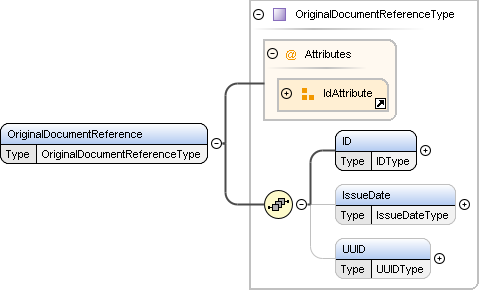 OriginalDocumentReferenceType
@ Attributes
IdAttribute
OriginalDocumentReference
Type OriginalDocumentReferenceType
ID
Type IDType
IssueDate
Type IssueDateType
UUID
Type UUIDType